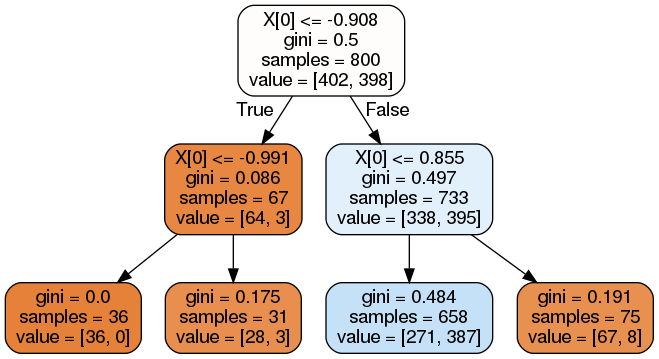 X[0] <= -0.908
gini = 0.5
samples = 800
value = [402, 398]
True
False
X[0] <= -0.991
gini = 0.086
samples = 67
value = [64, 3]
X[0] <= 0.855
gini = 0.497
samples = 733
value = [338, 395]
gini = 0.0
samples = 36
value = [36, 0]
gini = 0.175
samples = 31
value = [28, 3]
gini = 0.484
samples = 658
value = [271, 387]
gini = 0.191
samples = 75
value = [67, 8]